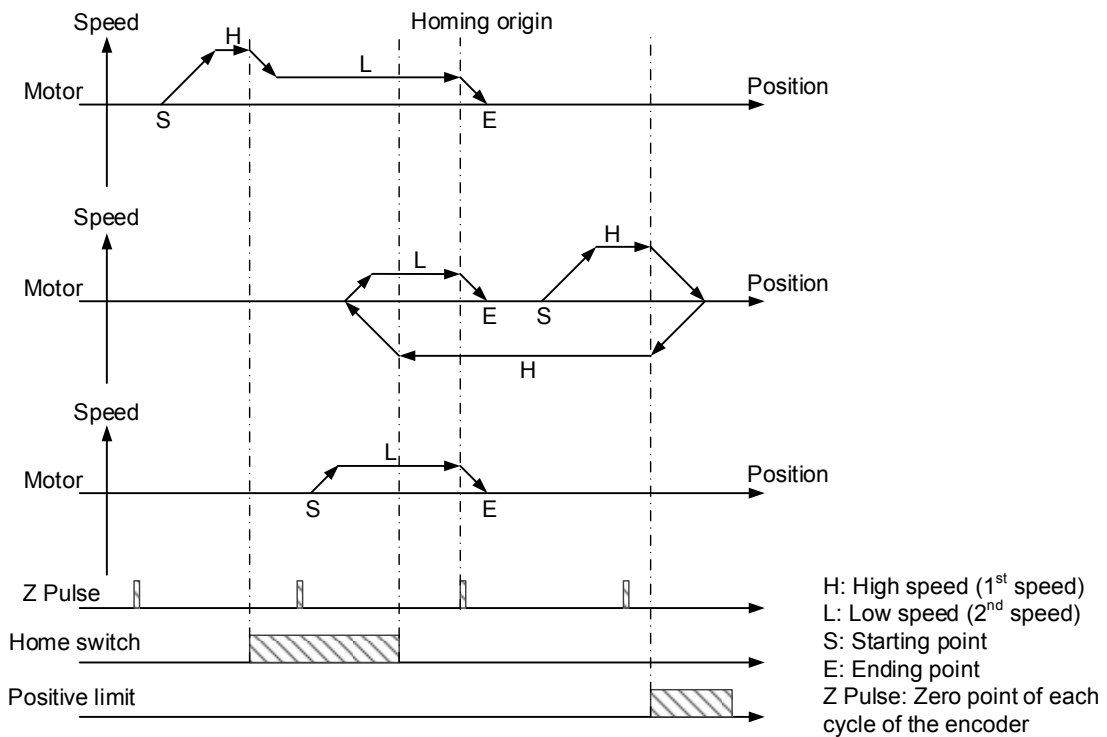 Speed
Homing origin
H
L
Motor
Position
S
E
Speed
H
L
Motor
Position
E
S
H
Speed
L
Motor
Position
S
E
Z Pulse
Home switch
Positive limit
H: High speed (1st speed)
L: Low speed (2nd speed)
S: Starting point
E: Ending point
Z Pulse: Zero point of each
cycle of the encoder